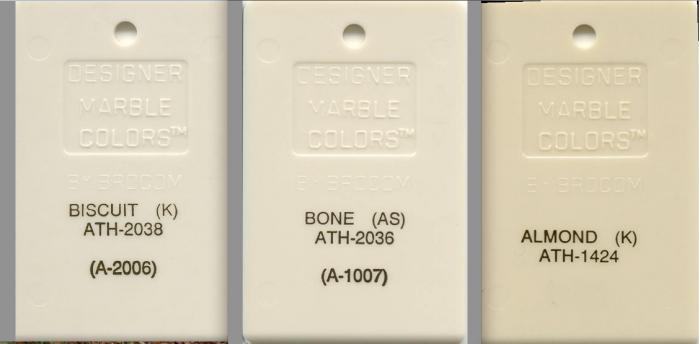 DESIGNER
MARBLE
COLORS™
BY BROCOM
BISCUIT (K)
ATH-2038
(A-2006)
DESIGNER
MARBLE
COLORS™
BY BROCOM
BONE (AS)
ATH-2036
(A-1007)
DESIGNER
MARBLE
COLORS™
BY BROCOM
ALMOND (K)
ATH-1424